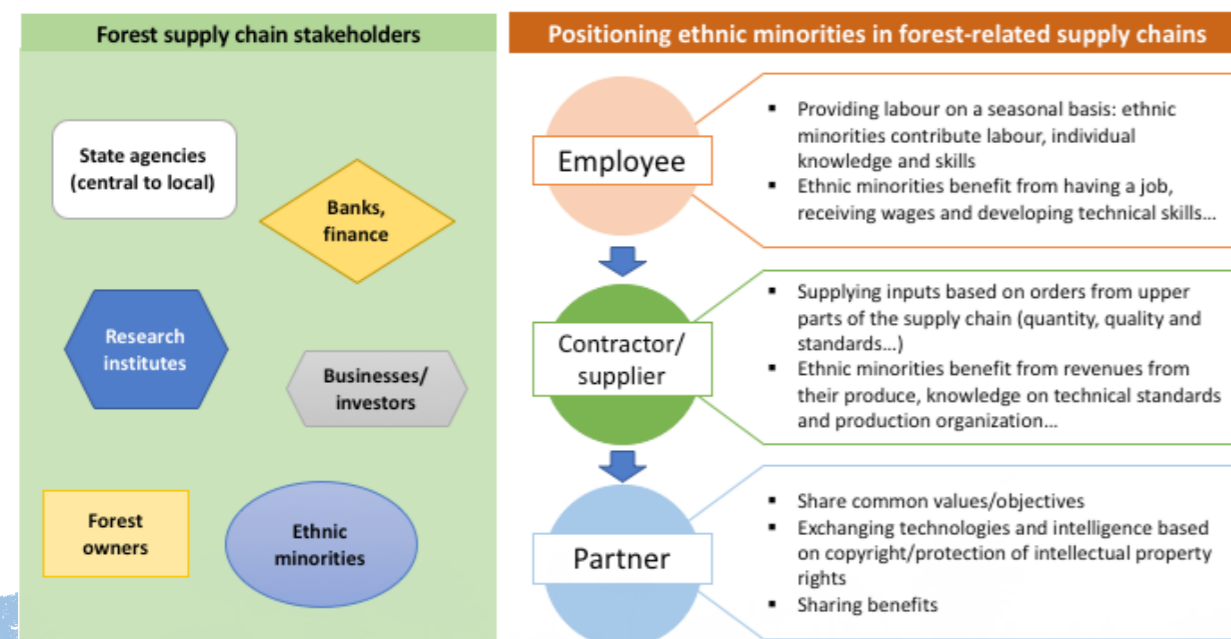 Forest supply chain stakeholders
State agencies
(central to local)
Banks,
finance
Research
institutes
Businesses/
investors
Forest
owners
Ethnic
minorities
Positioning ethnic minorities in forest-related supply chains
Employee
▪ Providing labour on a seasonal basis: ethnic
minorities contribute labour, individual
knowledge and skills
▪ Ethnic minorities benefit from having a job,
receiving wages and developing technical skills…
Contractor/
supplier
▪ Supplying inputs based on orders from upper
parts of the supply chain (quantity, quality and
standards…)
▪ Ethnic minorities benefit from revenues from
their produce, knowledge on technical standards
and production organization…
Partner
▪ Share common values/objectives
▪ Exchanging technologies and intelligence based
on copyright/protection of intellectual property
rights
▪ Sharing benefits